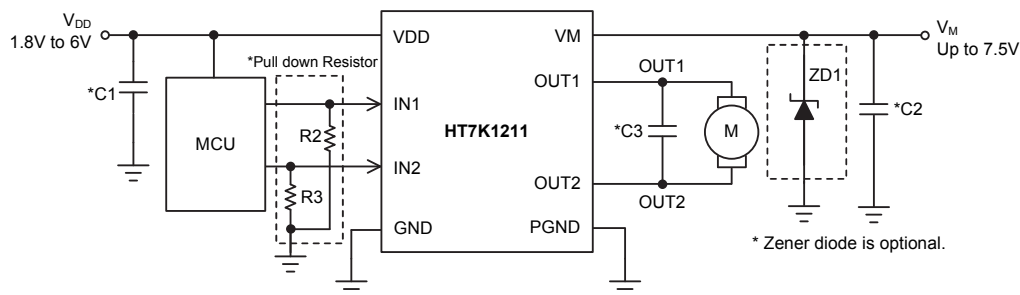 VDD
1.8V to 6V
*C1
MCU
*Pull down Resistor
R2
R3
VDD
IN1
IN2
GND
HT7K1211
VM
OUT1
OUT2
PGND
OUT1
*C3
M
OUT2
ZD1
*C2
VM
Up to 7.5V
* Zener diode is optional.